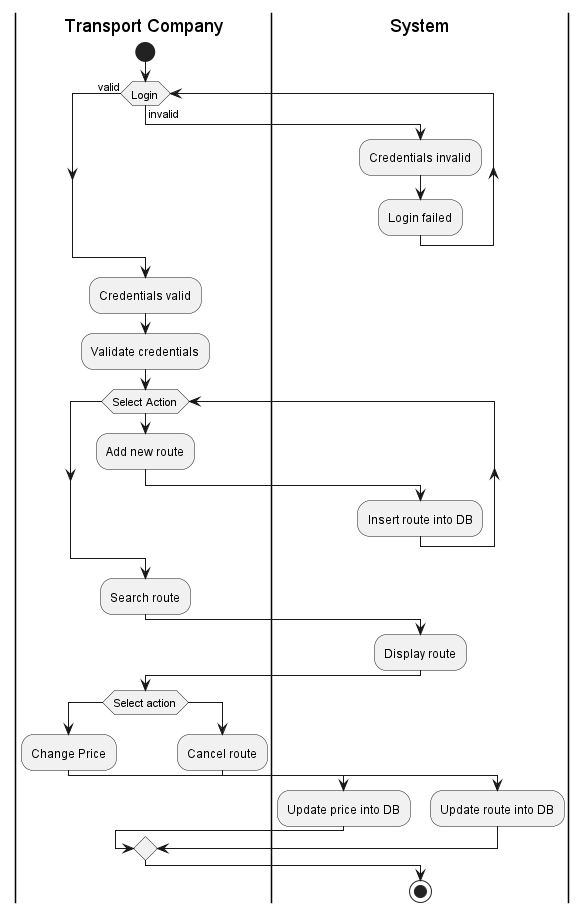 Transport Company
System
valid
Login
invalid
Credentials invalid
Login failed
Credentials valid
Validate credentials
Select Action
Add new route
Insert route into DB
Search route
Display route
Select action
Change Price
Cancel route
Update price into DB
Update route into DB